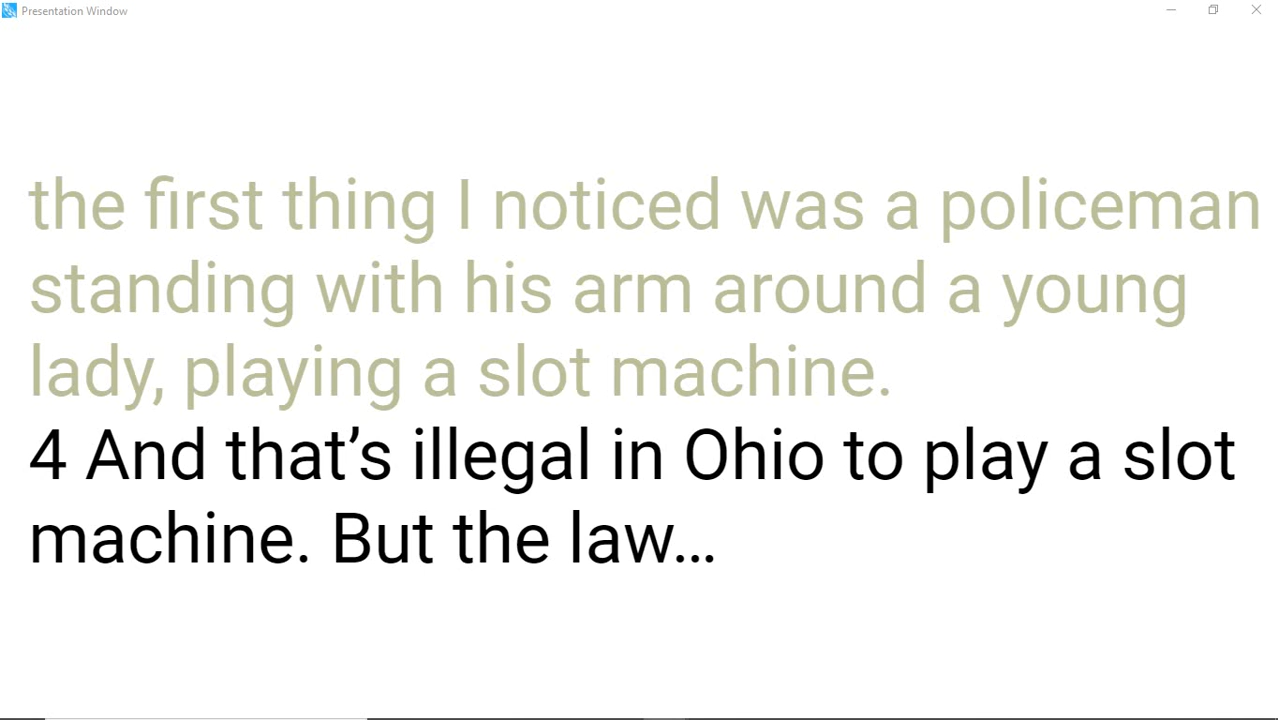 Presentation Window
the first thing I noticed was a policeman
standing with his arm around a young
lady, playing a slot machine.
4 And that’s illegal in Ohio to play a slot
machine. But the law…